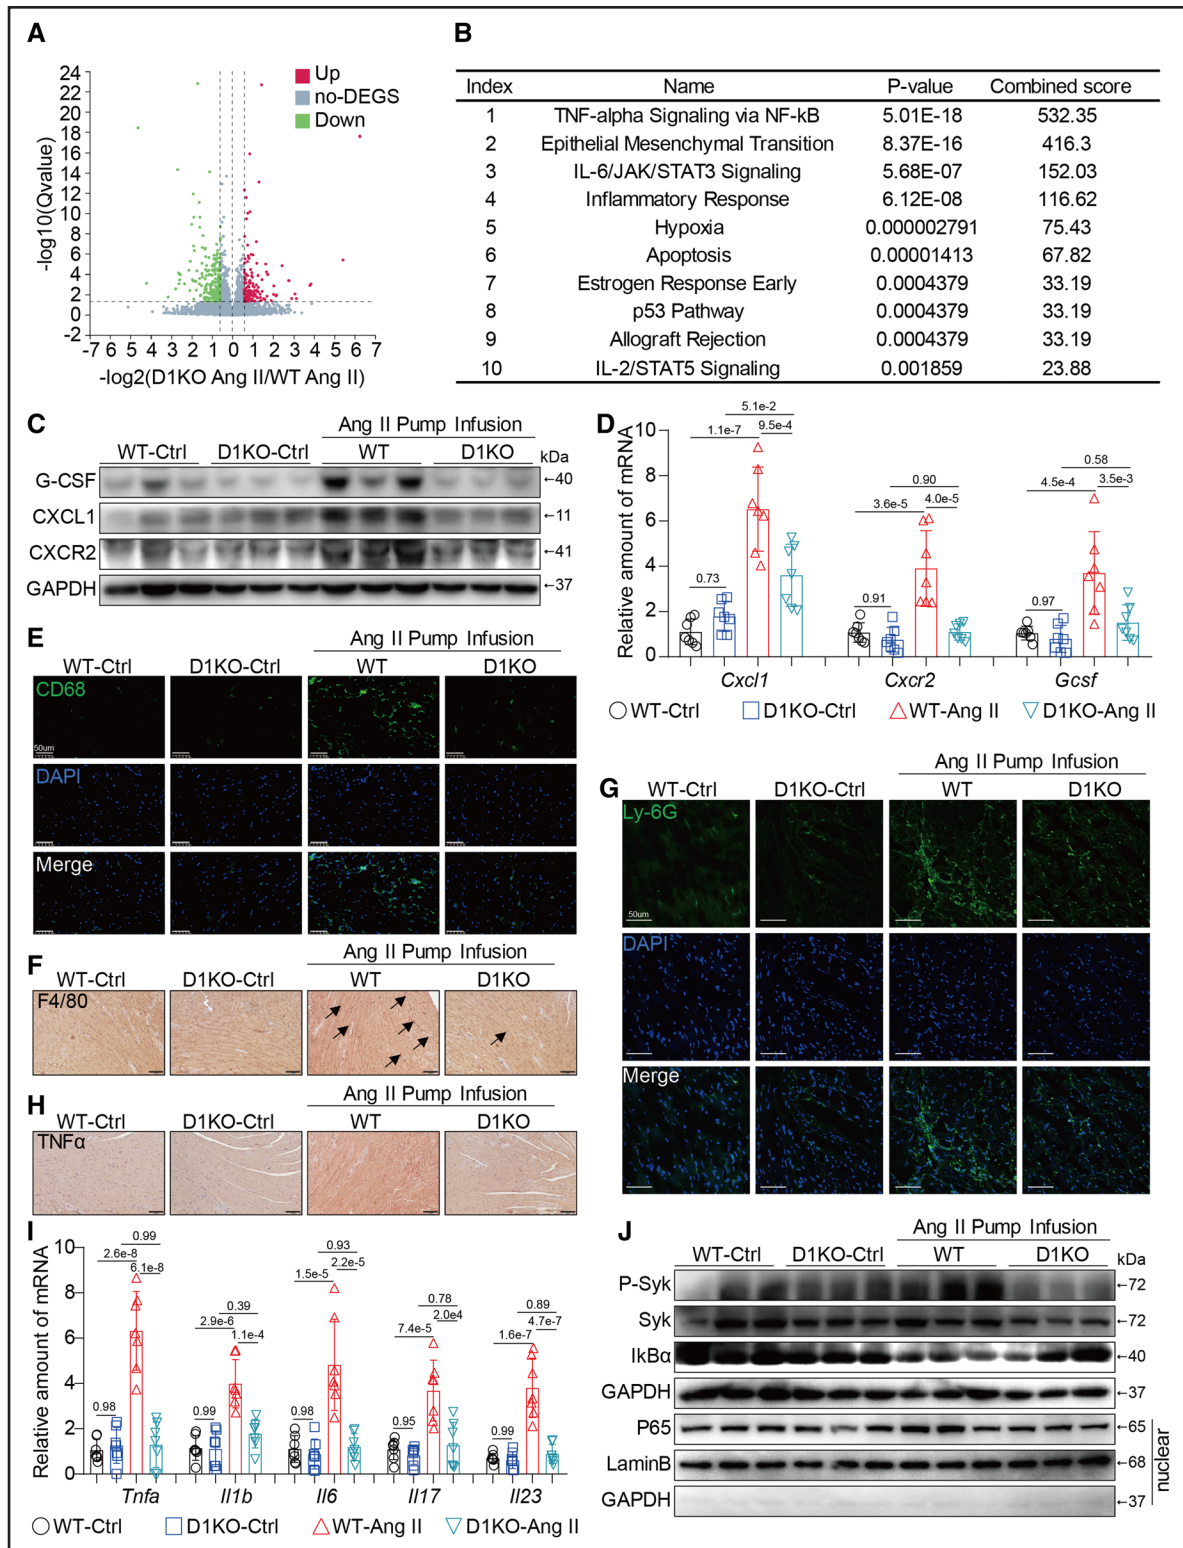 A
24
22
20
18
16
14
12
10
8
6
4
2
0
-2
-log10(Qvalue)
Up
no-DEGS
Down
-7 6 5 4 3 2 1 0 1 2 3 4 5 6 7
-log2(D1KO Ang II/WT Ang II)
B
Index Name P-value Combined score
1 TNF-alpha Signaling via NF-kB 5.01E-18 532.35
2 Epithelial Mesenchymal Transition 8.37E-16 416.3
3 IL-6/JAK/STAT3 Signaling 5.68E-07 152.03
4 Inflammatory Response 6.12E-08 116.62
5 Hypoxia 0.000002791 75.43
6 Apoptosis 0.00001413 67.82
7 Estrogen Response Early 0.0004379 33.19
8 p53 Pathway 0.0004379 33.19
9 Allograft Rejection 0.0004379 33.19
10 IL-2/STAT5 Signaling 0.001859 23.88
C
Ang II Pump Infusion
WT-Ctrl D1KO-Ctrl WT D1KO kDa
G-CSF ←40
CXCL1 ←11
CXCR2 ←41
GAPDH ←37
D
Relative amount of mRNA
10
8
6
4
2
0
5.1e-2
1.1e-7 9.5e-4
0.73
0.90
3.6e-5 4.0e-5
0.91
0.58
4.5e-4 3.5e-3
0.97
Cxcl1 Cxcr2 Gcsf
WT-Ctrl D1KO-Ctrl WT-Ang II D1KO-Ang II
E
Ang II Pump Infusion
WT-Ctrl D1KO-Ctrl WT D1KO
CD68
50um
DAPI
Merge
F
Ang II Pump Infusion
WT-Ctrl D1KO-Ctrl WT D1KO
F4/80
G
Ang II Pump Infusion
WT-Ctrl D1KO-Ctrl WT D1KO
Ly-6G
50um
DAPI
Merge
H
Ang II Pump Infusion
WT-Ctrl D1KO-Ctrl WT D1KO
TNFα
I
Relative amount of mRNA
10
8
6
4
2
0
0.99
2.6e-8
6.1e-8
0.98
0.39
2.9e-6
1.1e-4
0.99
0.93
2.2e-5
1.5e-5
0.98
0.78
2.0e4
7.4e-5
0.95
0.89
4.7e-7
1.6e-7
0.99
Tnfa Il1b Il6 Il17 Il23
WT-Ctrl D1KO-Ctrl WT-Ang II D1KO-Ang II
J
Ang II Pump Infusion
WT-Ctrl D1KO-Ctrl WT D1KO kDa
P-Syk ←72
Syk ←72
IkBα ←40
GAPDH ←37
P65 ←65
LaminB ←68
GAPDH ←37
nuclear